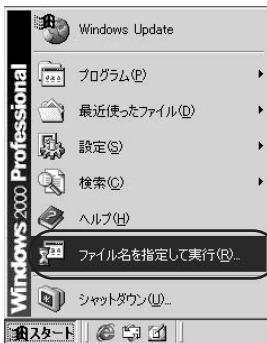 Windows Update
プログラム(P)
最近使ったファイル(D)
設定(S)
検索(C)
ヘルプ(H)
ファイル名を指定して実行(R)...
シャットダウン(U)...
Windows 2000 Professional
スタート